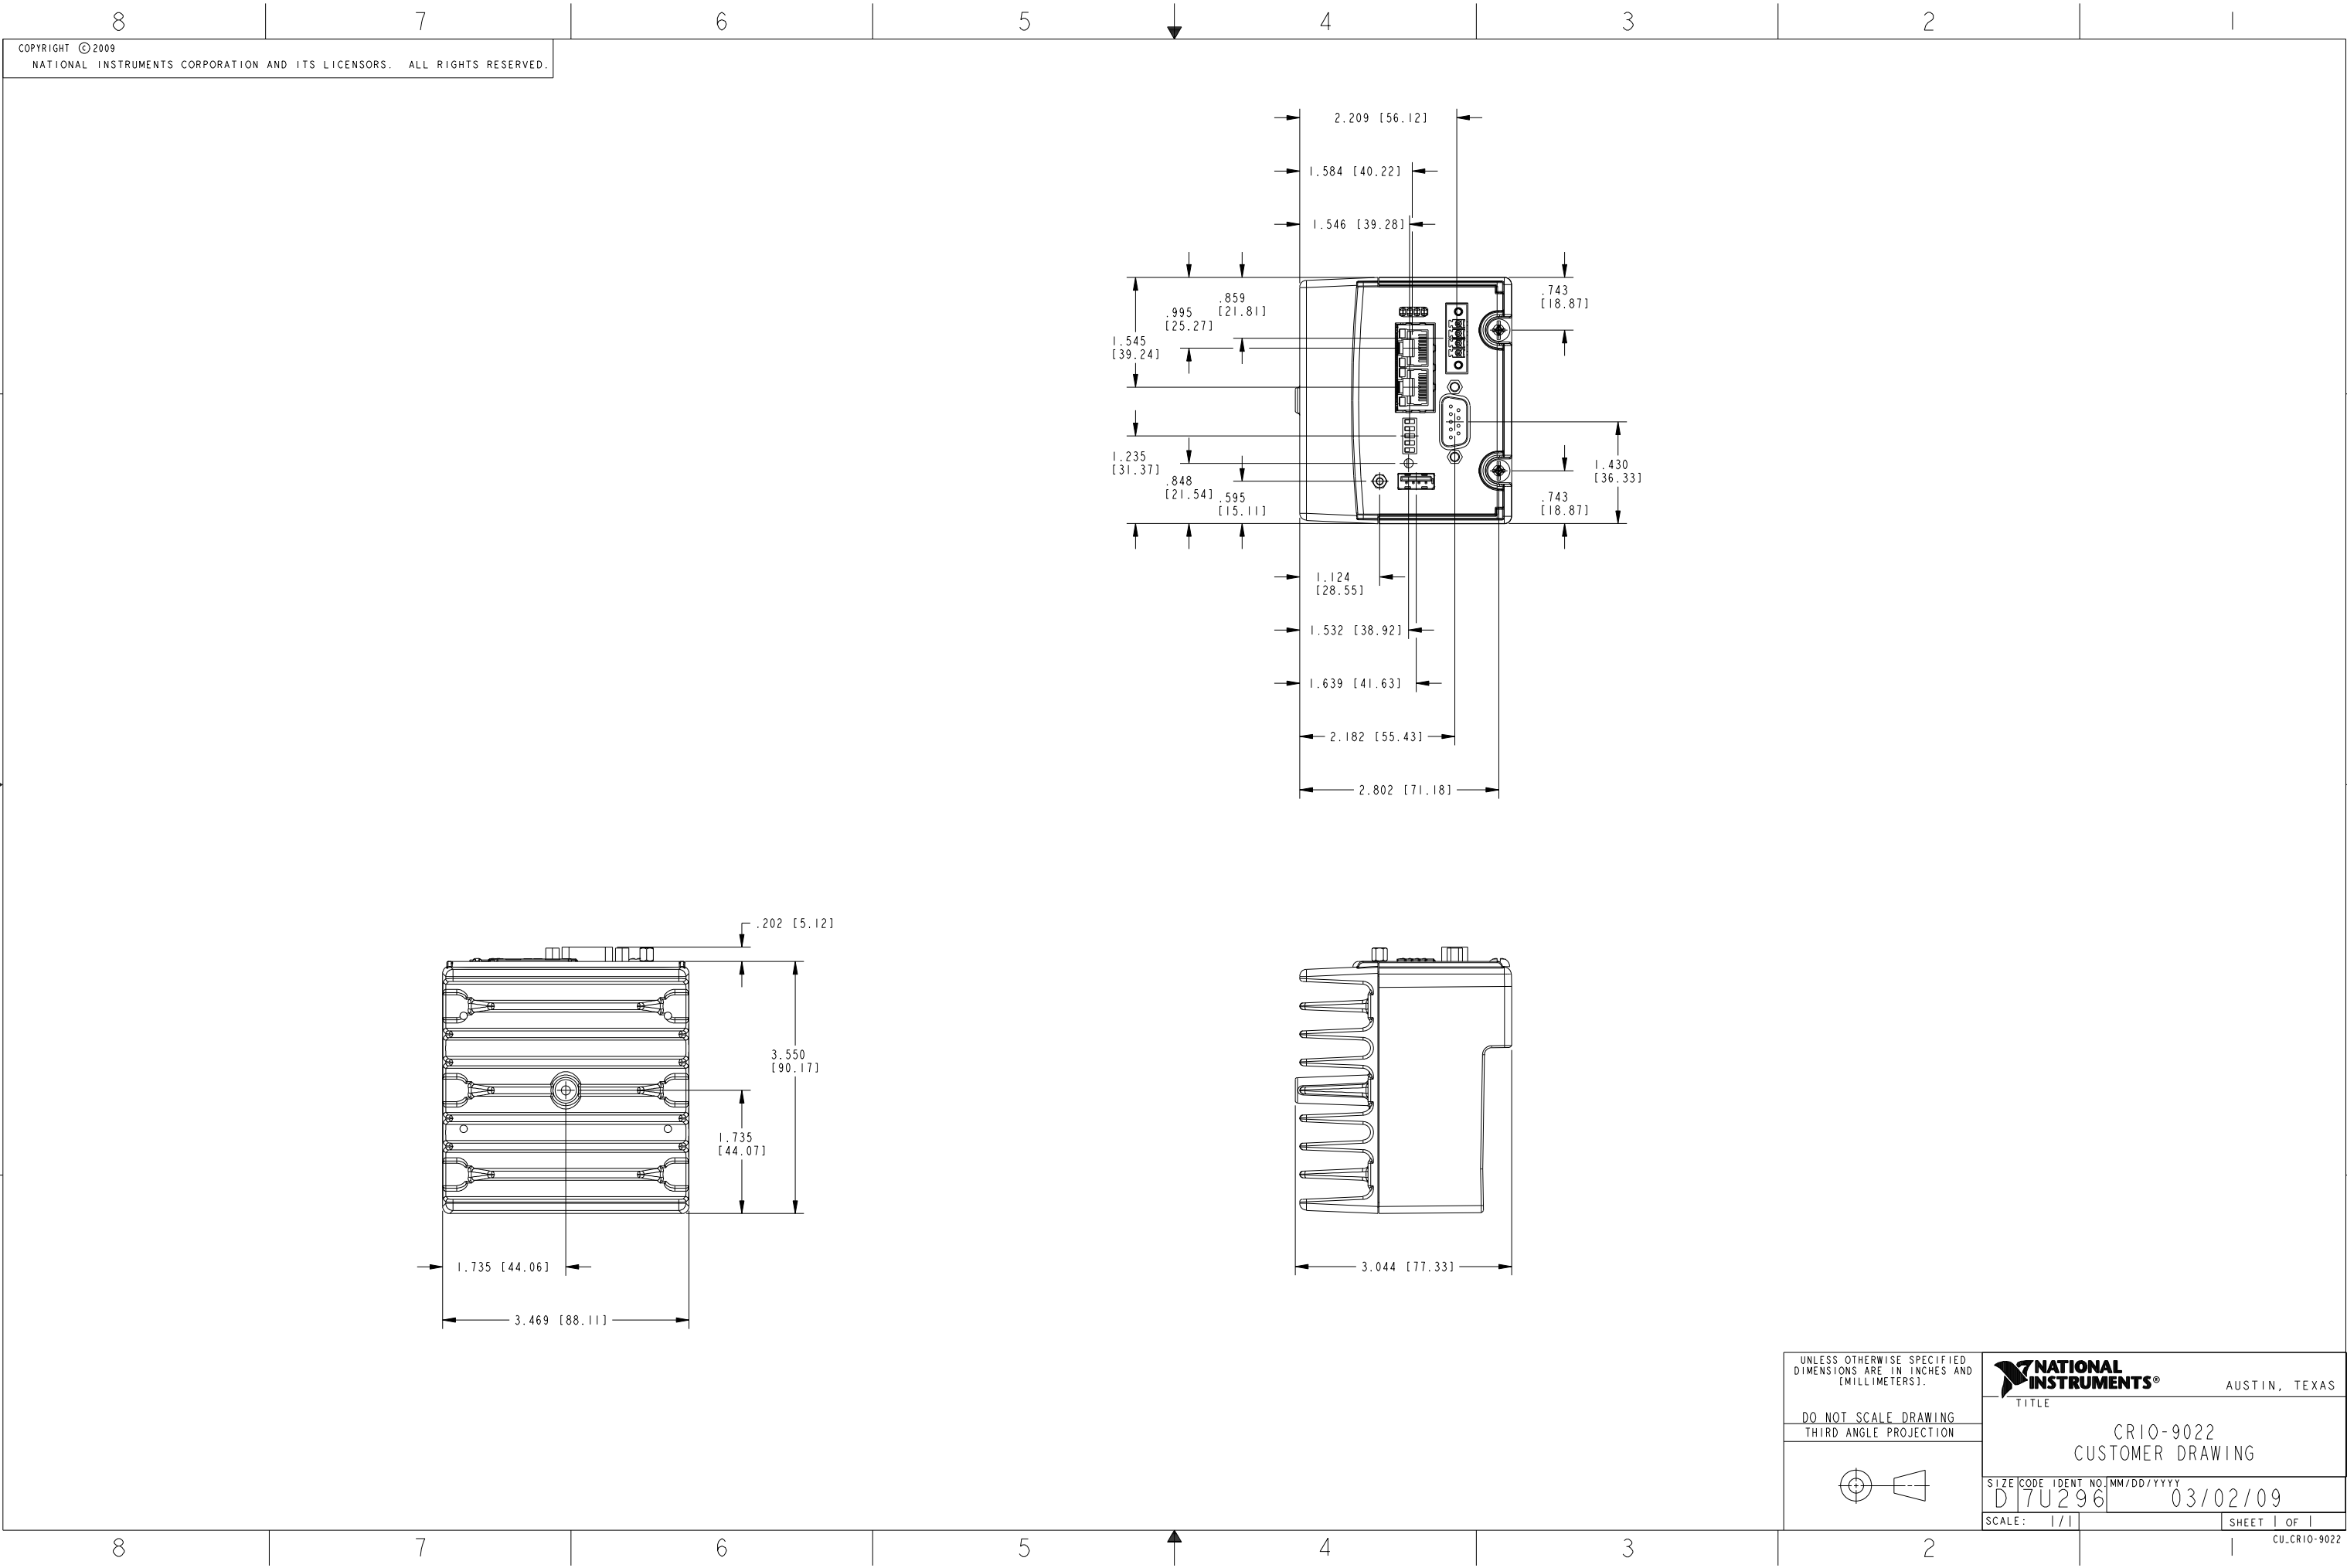 8 7 6 5 4 3 2 1
COPYRIGHT ©2009
NATIONAL INSTRUMENTS CORPORATION AND ITS LICENSORS. ALL RIGHTS RESERVED.
2.209 [56.12]
1.584 [40.22]
1.546 [39.28]
.859
[21.81]
.995
[25.27]
1.545
[39.24]
.743
[18.87]
1.235
[31.37]
.848
[21.54]
.595
[15.11]
1.430
[36.33]
.743
[18.87]
1.124
[28.55]
1.532 [38.92]
1.639 [41.63]
2.182 [55.43]
2.802 [71.18]
.202 [5.12]
3.550
[90.17]
1.735
[44.07]
1.735 [44.06]
3.469 [88.11]
3.044 [77.33]
UNLESS OTHERWISE SPECIFIED
DIMENSIONS ARE IN INCHES AND
[MILLIMETERS].
DO NOT SCALE DRAWING
THIRD ANGLE PROJECTION
NATIONAL
INSTRUMENTS®
AUSTIN, TEXAS
TITLE
CRIO-9022
CUSTOMER DRAWING
SIZE CODE IDENT NO. MM/DD/YYYY
D 7U296 03/02/09
SCALE: 1/1 SHEET 1 OF 1
CU_CRIO-9022
8 7 6 5 4 3 2 1